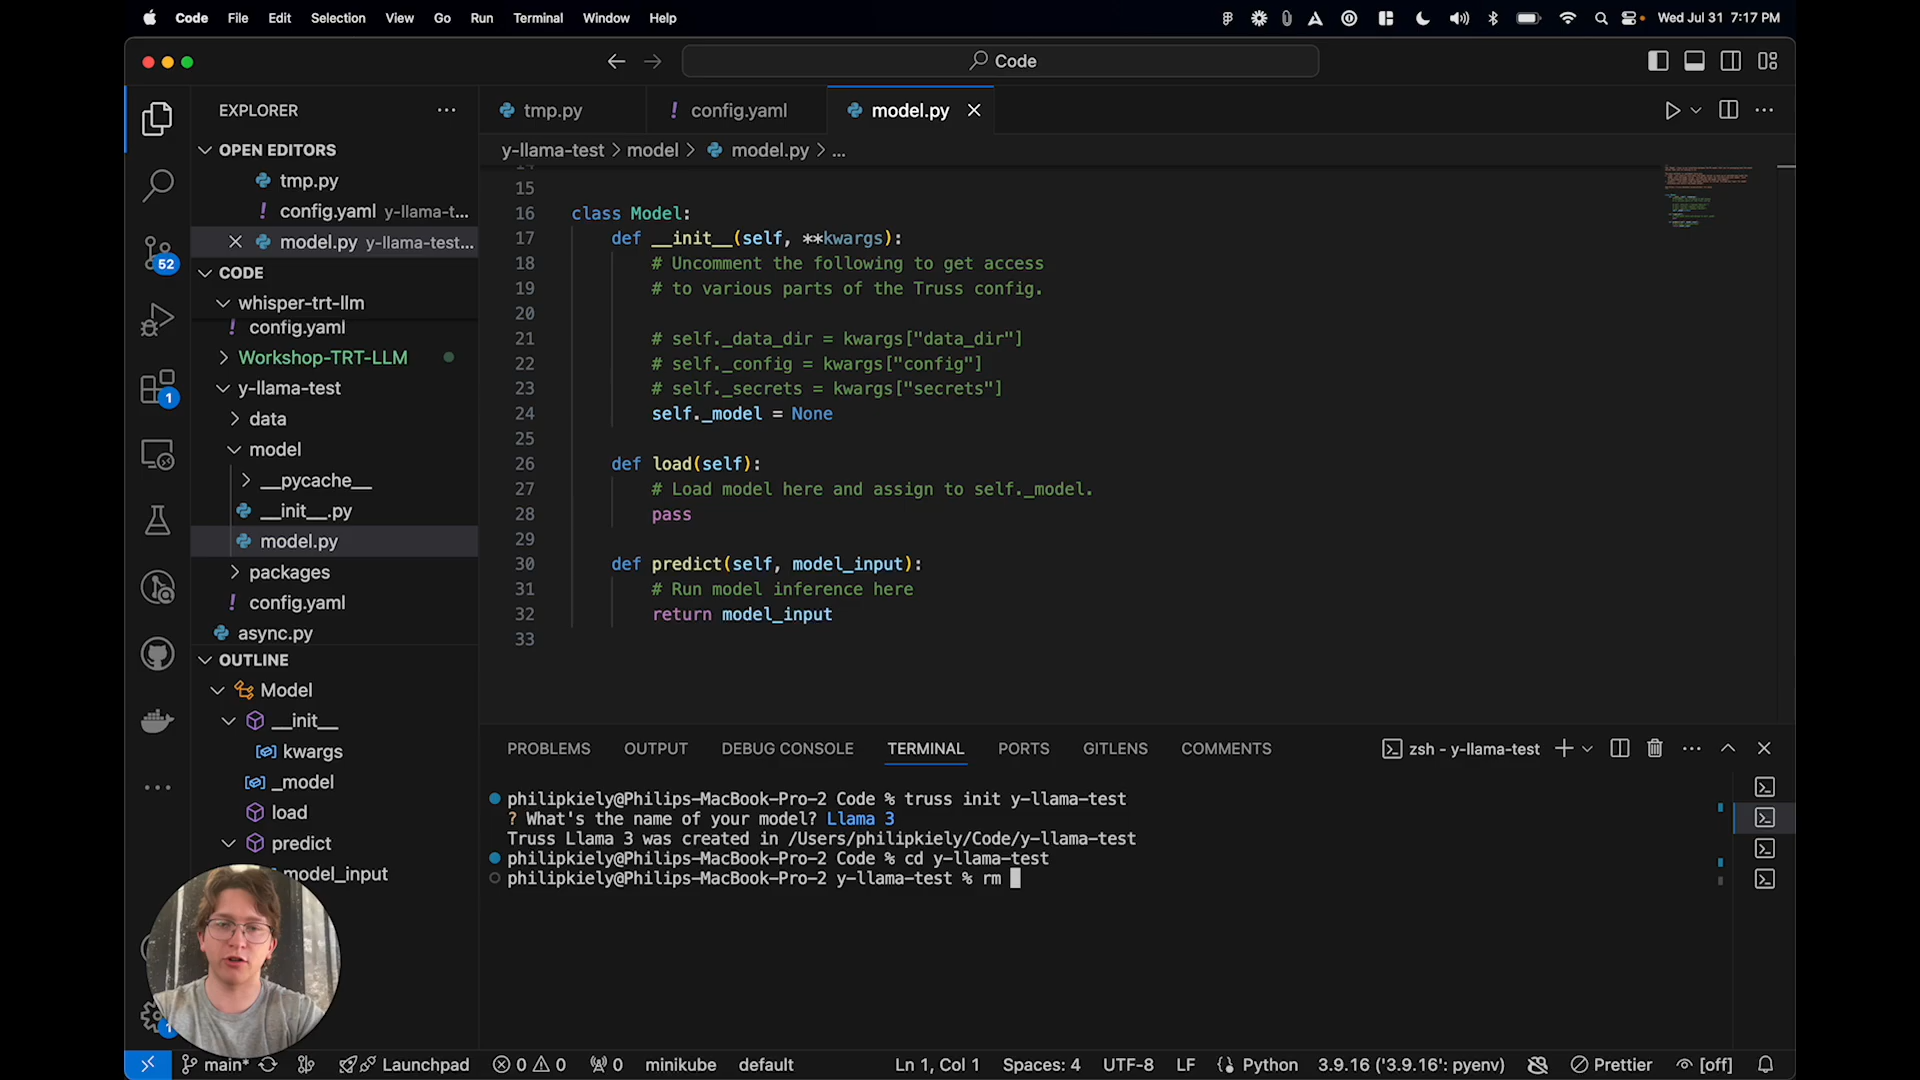 Code File Edit Selection View Go Run Terminal Window Help Wed Jul 31 7:17 PM
Code
EXPLORER
OPEN EDITORS
tmp.py
config.yaml y-llama-t...
model.py y-llama-test...
CODE
whisper-trt-llm
config.yaml
Workshop-TRT-LLM
y-llama-test
data
model
__pycache__
__init__.py
model.py
packages
config.yaml
async.py
OUTLINE
Model
__init__
kwargs
_model
load
predict
model_input
52
1
1
tmp.py
config.yaml
model.py
y-llama-test > model > model.py > ...
15
16 class Model:
17 def __init__(self, **kwargs):
18 # Uncomment the following to get access
19 # to various parts of the Truss config.
20
21 # self._data_dir = kwargs["data_dir"]
22 # self._config = kwargs["config"]
23 # self._secrets = kwargs["secrets"]
24 self._model = None
25
26 def load(self):
27 # Load model here and assign to self._model.
28 pass
29
30 def predict(self, model_input):
31 # Run model inference here
32 return model_input
33
PROBLEMS OUTPUT DEBUG CONSOLE TERMINAL PORTS GITLENS COMMENTS zsh - y-llama-test
philipkiely@Philips-MacBook-Pro-2 Code % truss init y-llama-test
? What's the name of your model? Llama 3
Truss Llama 3 was created in /Users/philipkiely/Code/y-llama-test
philipkiely@Philips-MacBook-Pro-2 Code % cd y-llama-test
philipkiely@Philips-MacBook-Pro-2 y-llama-test % rm
main* Launchpad 0 0 0 minikube default Ln 1, Col 1 Spaces: 4 UTF-8 LF Python 3.9.16 ('3.9.16': pyenv) Prettier [off]